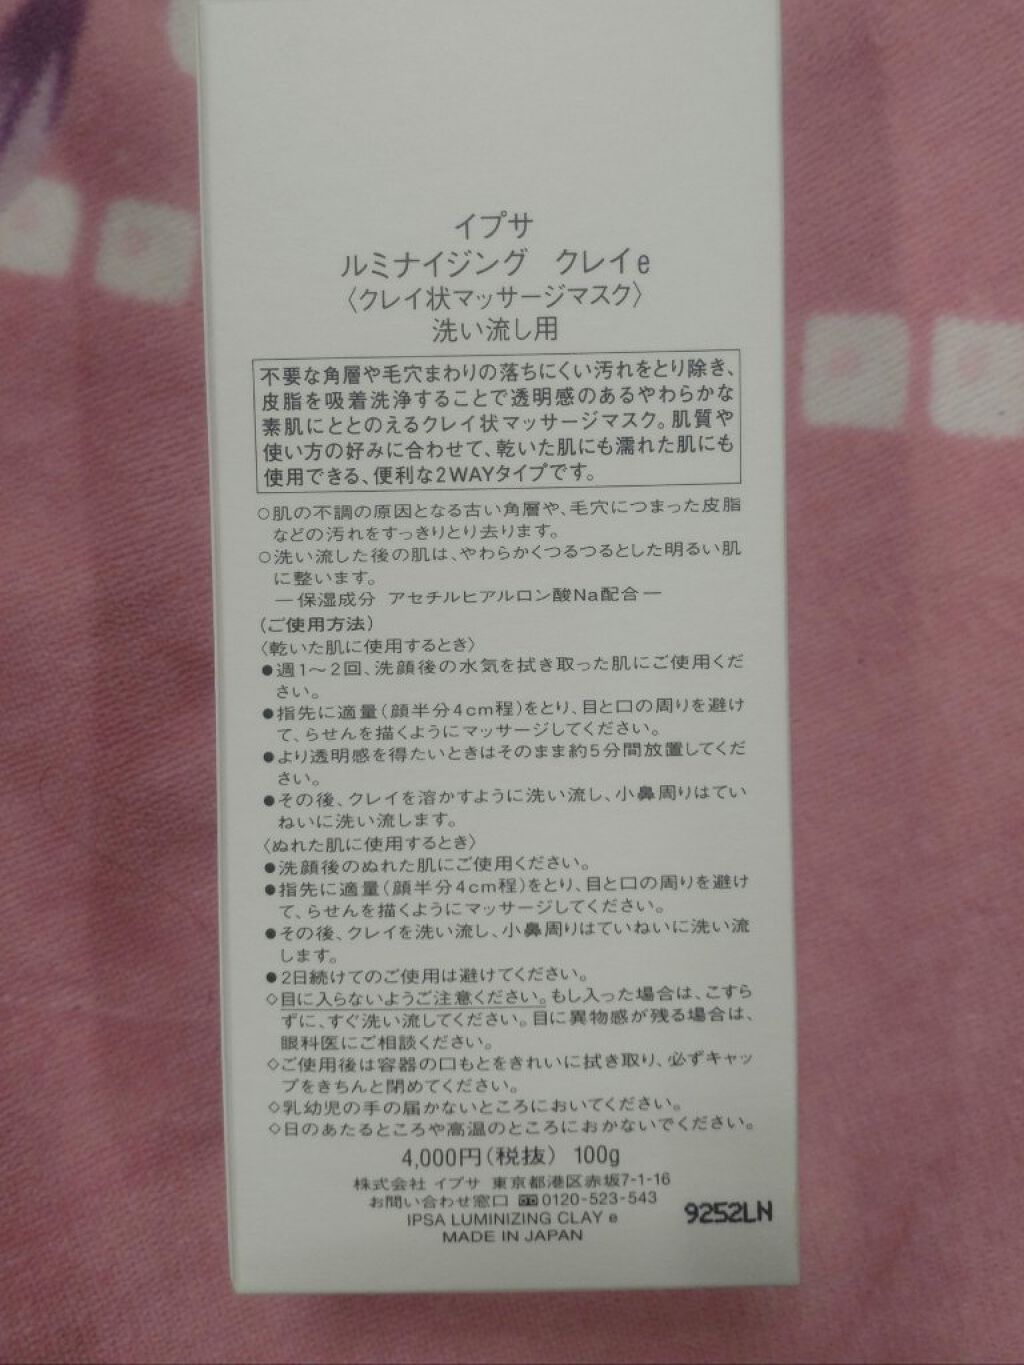 イプサ
ルミナイジング クレイe
〈クレイ状マッサージマスク〉
洗い流し用
不要な角層や毛穴まわりの落ちにくい汚れをとり除き、
皮脂を吸着洗浄することで透明感のあるやわらかな
素肌にととのえるクレイ状マッサージマスク。肌質や
使い方の好みに合わせて、乾いた肌にも濡れた肌にも
使用できる、便利な2WAYタイプです。
○肌の不調の原因となる古い角層や、毛穴につまった皮脂
などの汚れをすっきりとり去ります。
○洗い流した後の肌は、やわらかくつるつるとした明るい肌
に整います。
―保湿成分 アセチルヒアルロン酸Na配合―
(ご使用方法)
〈乾いた肌に使用するとき〉
●週1～2回、洗顔後の水気を拭き取った肌にご使用くだ
さい。
●指先に適量(顔半分4cm程)をとり、目と口の周りを避け
て、らせんを描くようにマッサージしてください。
●より透明感を得たいときはそのまま約5分間放置してくだ
さい。
●その後、クレイを溶かすように洗い流し、小鼻周りはてい
ねいに洗い流します。
〈ぬれた肌に使用するとき〉
●洗顔後のぬれた肌にご使用ください。
●指先に適量(顔半分4cm程)をとり、目と口の周りを避け
て、らせんを描くようにマッサージしてください。
●その後、クレイを洗い流し、小鼻周りはていねいに洗い流
します。
●2日続けてのご使用は避けてください。
◇目に入らないようご注意ください。もし入った場合は、こすら
ずに、すぐ洗い流してください。目に異物感が残る場合は、
眼科医にご相談ください。
◇ご使用後は容器の口もとをきれいに拭き取り、必ずキャッ
プをきちんと閉めてください。
◇乳幼児の手の届かないところにおいてください。
◇日のあたるところや高温のところにおかないでください。
4,000円(税抜) 100g
株式会社 イプサ 東京都港区赤坂7-1-16
お問い合わせ窓口 0120-523-543
IPSA LUMINIZING CLAY e
MADE IN JAPAN
9252LN